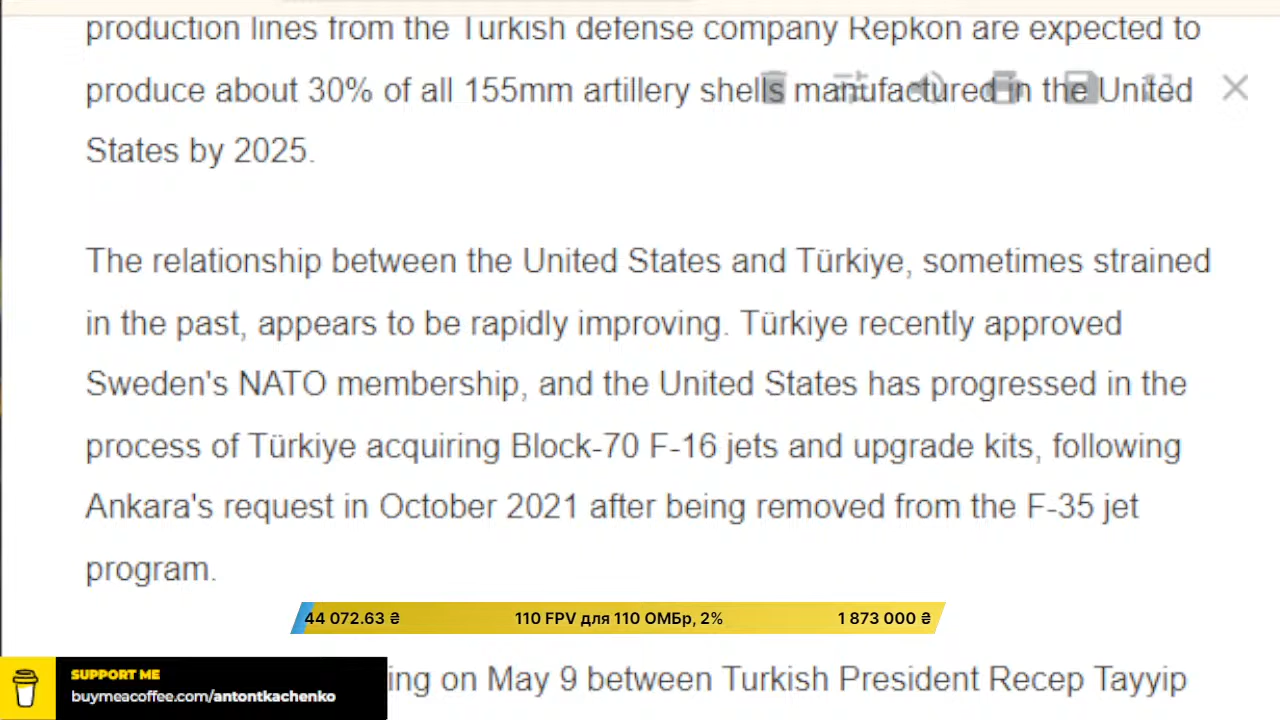 production lines from the Turkish defense company Repkon are expected to
produce about 30% of all 155mm artillery shells manufactured in the United
States by 2025.
The relationship between the United States and Türkiye, sometimes strained
in the past, appears to be rapidly improving. Türkiye recently approved
Sweden's NATO membership, and the United States has progressed in the
process of Türkiye acquiring Block-70 F-16 jets and upgrade kits, following
Ankara's request in October 2021 after being removed from the F-35 jet
program.
44 072.63 ₴ 110 FPV для 110 ОМБр, 2% 1 873 000 ₴
SUPPORT ME
buymeacoffee.com/antontkachenko
ing on May 9 between Turkish President Recep Tayyip